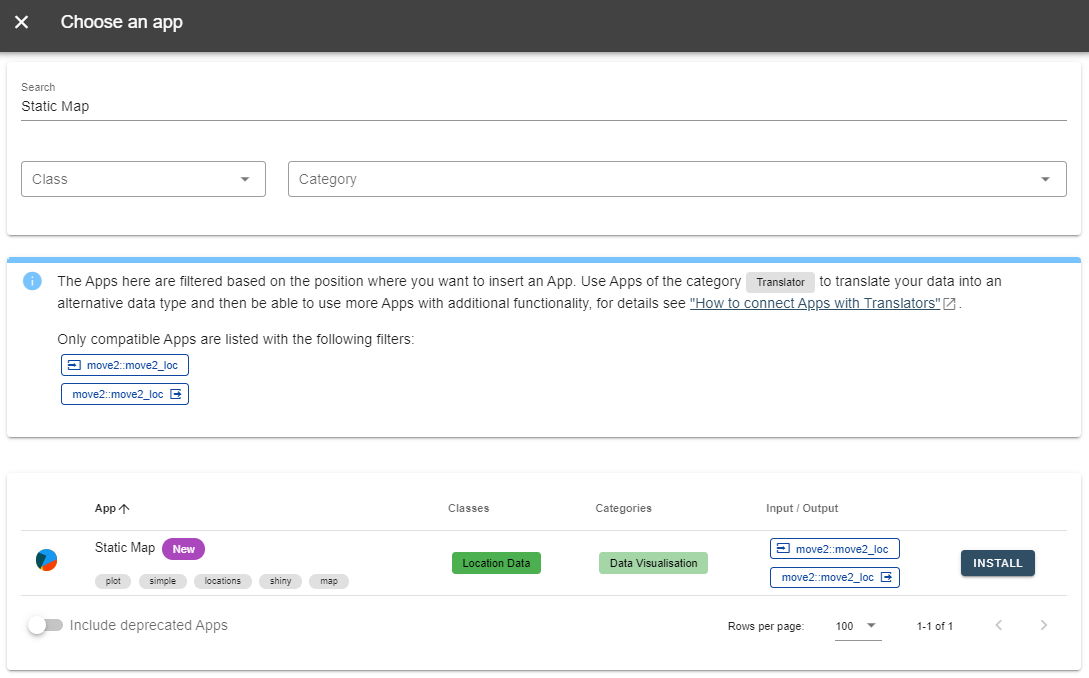 Choose an app
Search
Static Map
Class
Category
The Apps here are filtered based on the position where you want to insert an App. Use Apps of the category Translator to translate your data into an
alternative data type and then be able to use more Apps with additional functionality, for details see "How to connect Apps with Translators" .
Only compatible Apps are listed with the following filters:
move2::move2_loc
move2::move2_loc
App Classes Categories Input / Output
Static Map New
plot simple locations shiny map
Location Data
Data Visualisation
move2::move2_loc
move2::move2_loc
INSTALL
Include deprecated Apps
Rows per page: 100 1-1 of 1